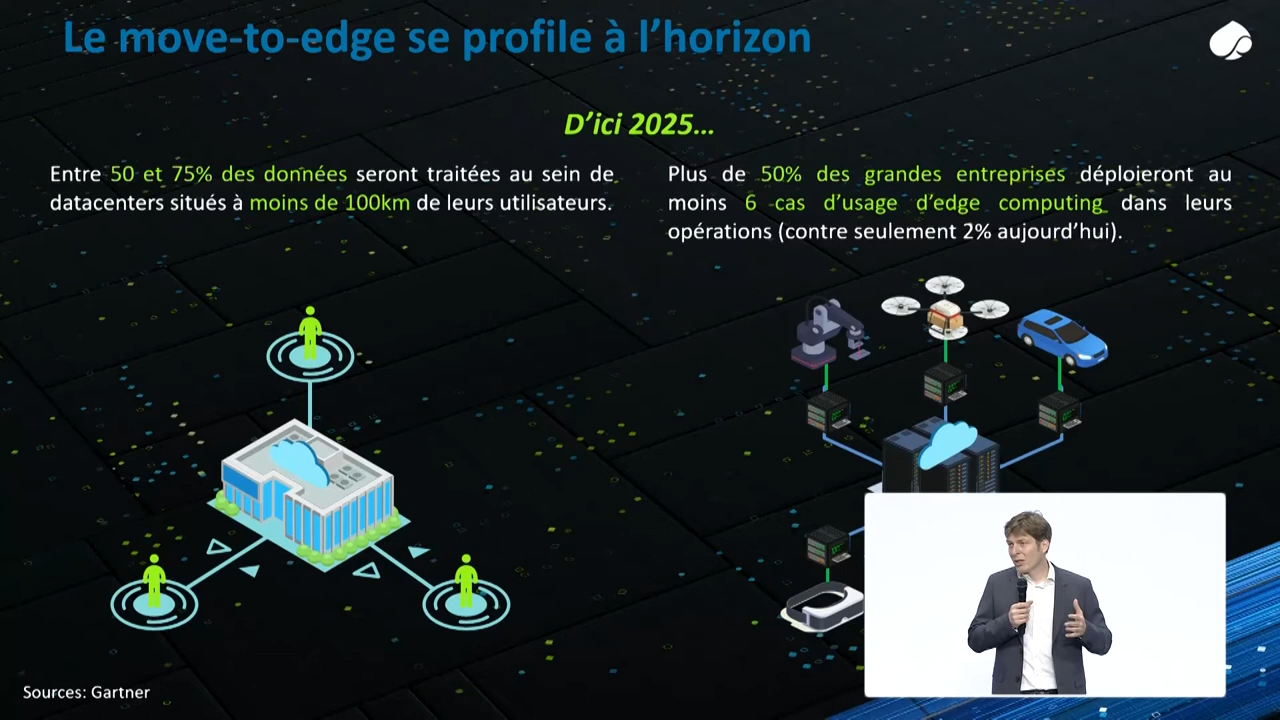 Le move-to-edge se profile à l’horizon
D’ici 2025...
Entre 50 et 75% des données seront traitées au sein de
datacenters situés à moins de 100km de leurs utilisateurs.
Plus de 50% des grandes entreprises déploieront au
moins 6 cas d’usage d’edge computing dans leurs
opérations (contre seulement 2% aujourd’hui).
Sources: Gartner